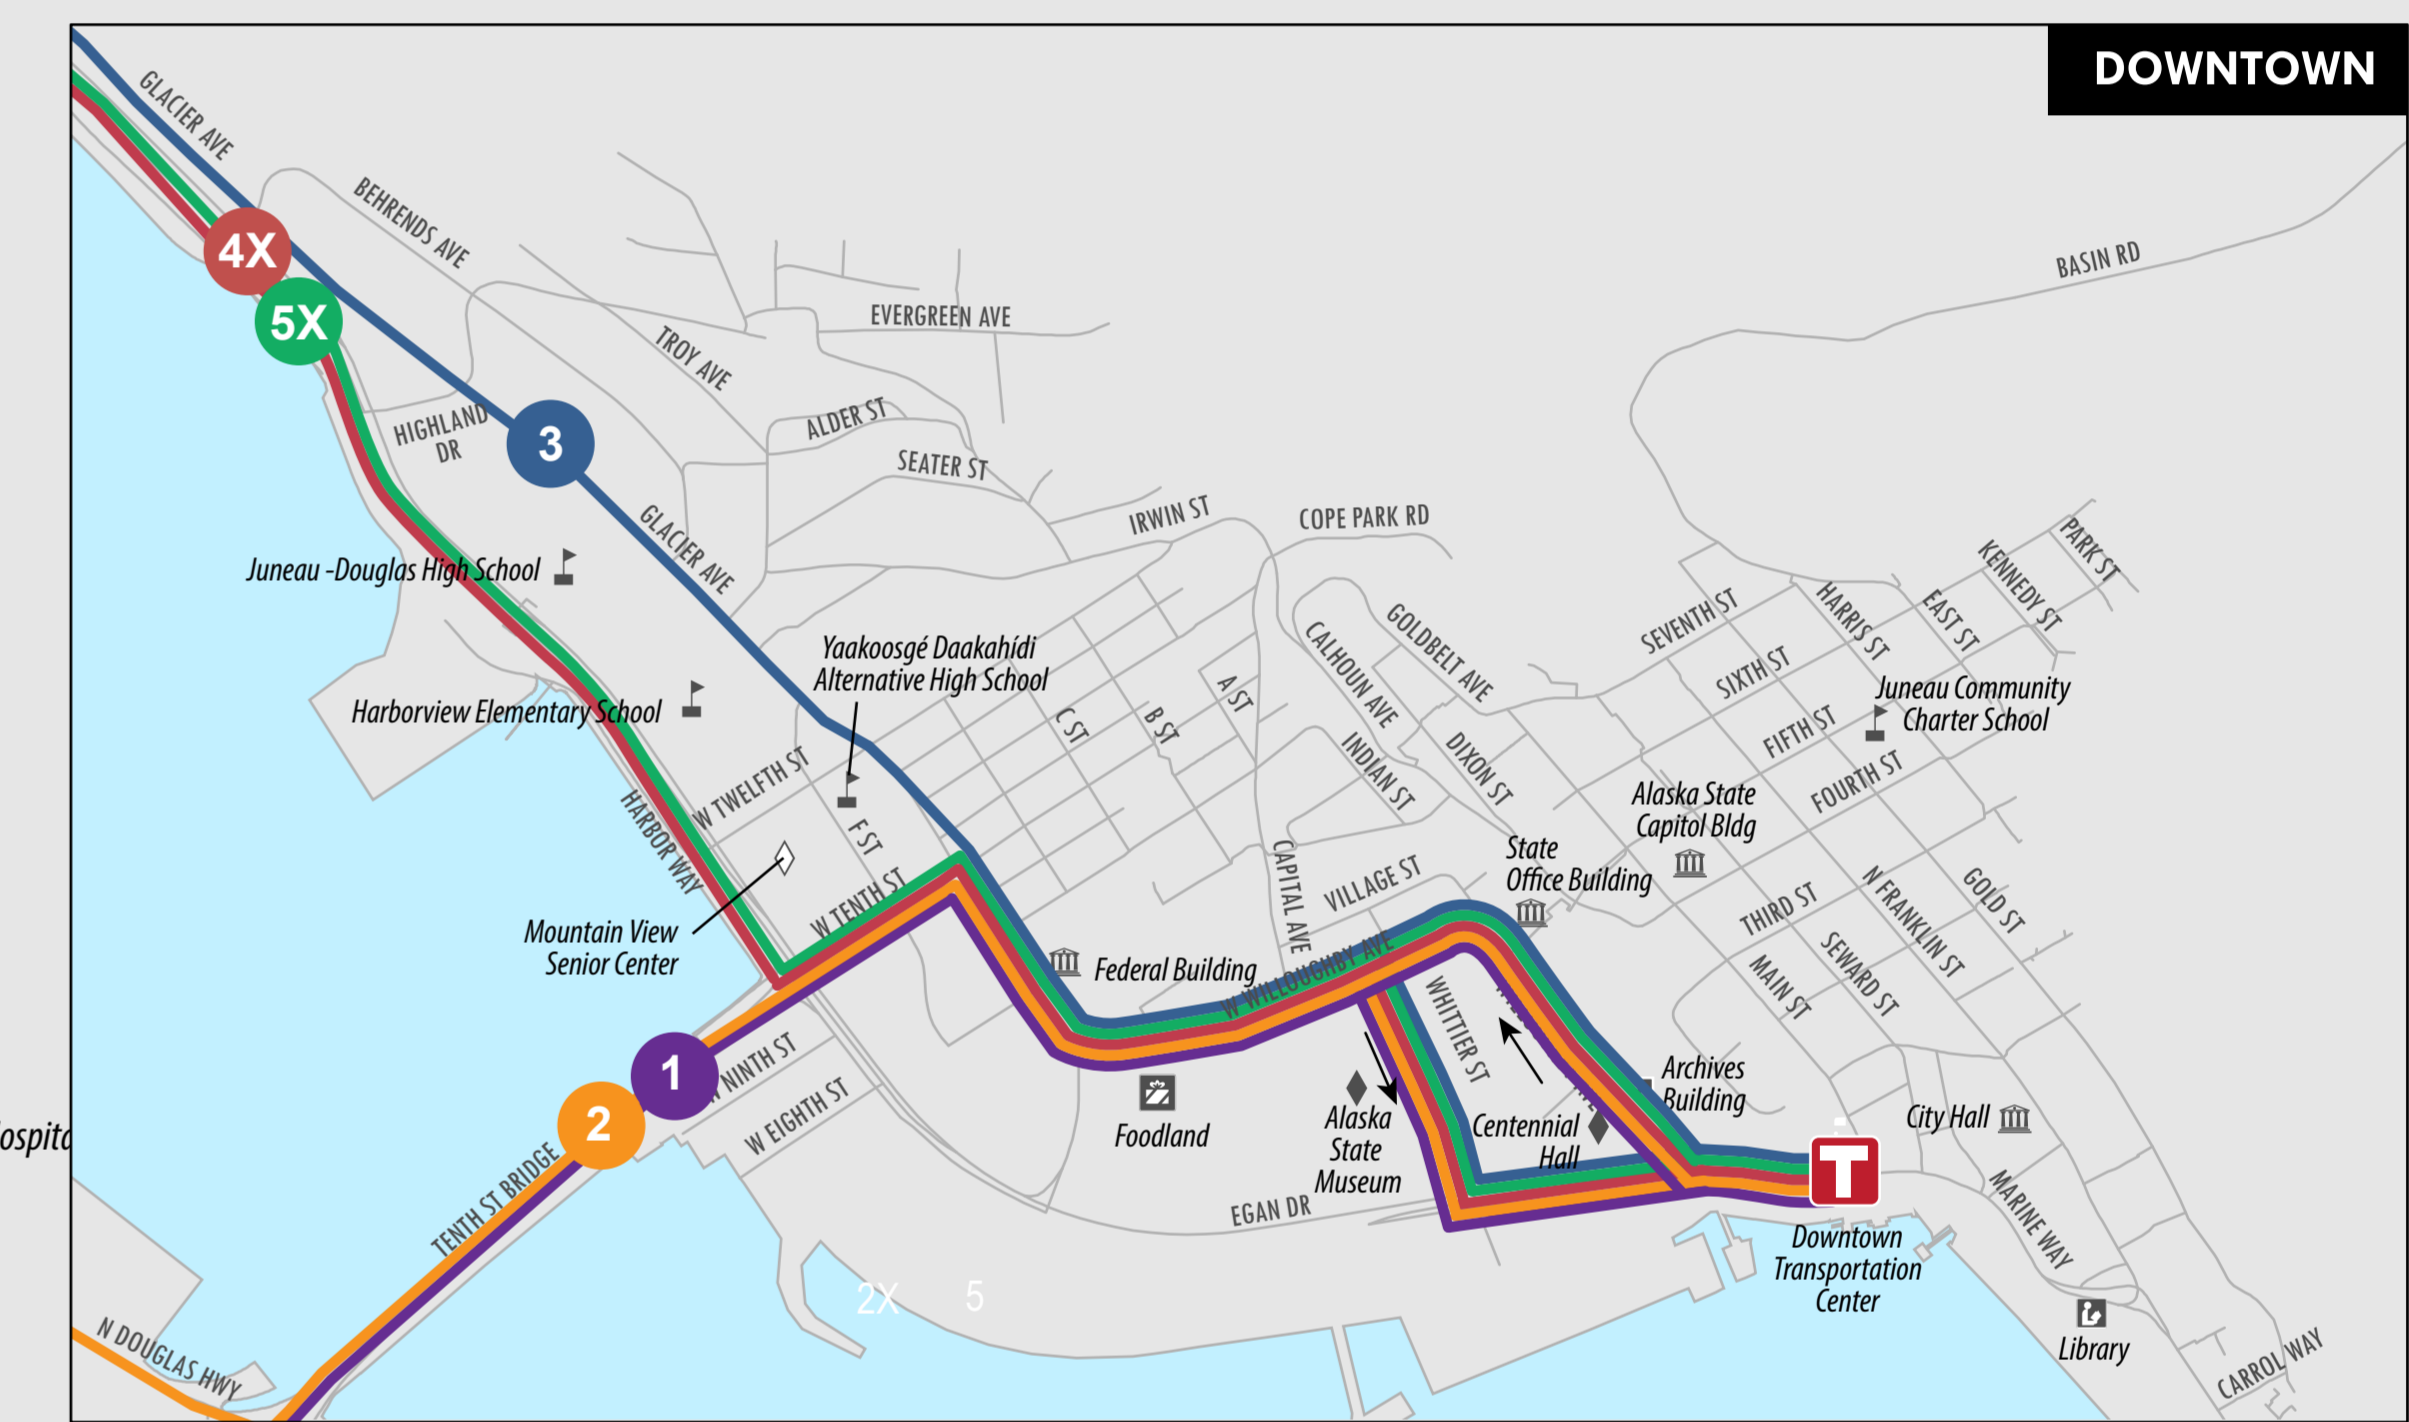 DOWNTOWN
GLACIER AVE
BEHRENDS AVE
4X
5X
BASIN RD
EVERGREEN AVE
TROY AVE
HIGHLAND
DR
3
ALDER ST
SEATER ST
IRWIN ST
COPE PARK RD
GLACIER AVE
Juneau -Douglas High School
PARK ST
KENNEDY ST
EAST ST
HARRIS ST
SEVENTH ST
SIXTH ST
GOLDBELT AVE
CALHOUN AVE
Yaakoosgé Daakahídi
Alternative High School
Harborview Elementary School
A ST
B ST
C ST
Juneau Community
Charter School
FIFTH ST
FOURTH ST
INDIAN ST
DIXON ST
W TWELFTH ST
HARBOR WAY
F ST
Alaska State
Capitol Bldg
State
Office Building
CAPITAL AVE
VILLAGE ST
W TENTH ST
THIRD ST
N FRANKLIN ST
GOLD ST
Mountain View
Senior Center
Federal Building
W WILLOUGHBY AVE
MAIN ST
SEWARD ST
WHITTIER ST
1
W NINTH ST
W EIGHTH ST
2
Foodland
Alaska
State
Museum
Centennial
Hall
Archives
Building
City Hall
T
ospita
TENTH ST BRIDGE
EGAN DR
MARINE WAY
Downtown
Transportation
Center
2X
5
N DOUGLAS HWY
Library
CARROL WAY